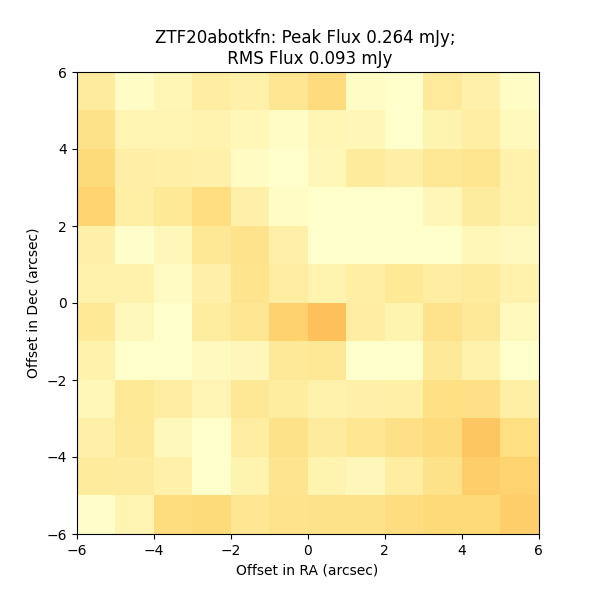 ZTF20abotkfn: Peak Flux 0.264 mJy;
RMS Flux 0.093 mJy
6
4
2
0
−2
−4
−6
Offset in Dec (arcsec)
−6 −4 −2 0 2 4 6
Offset in RA (arcsec)